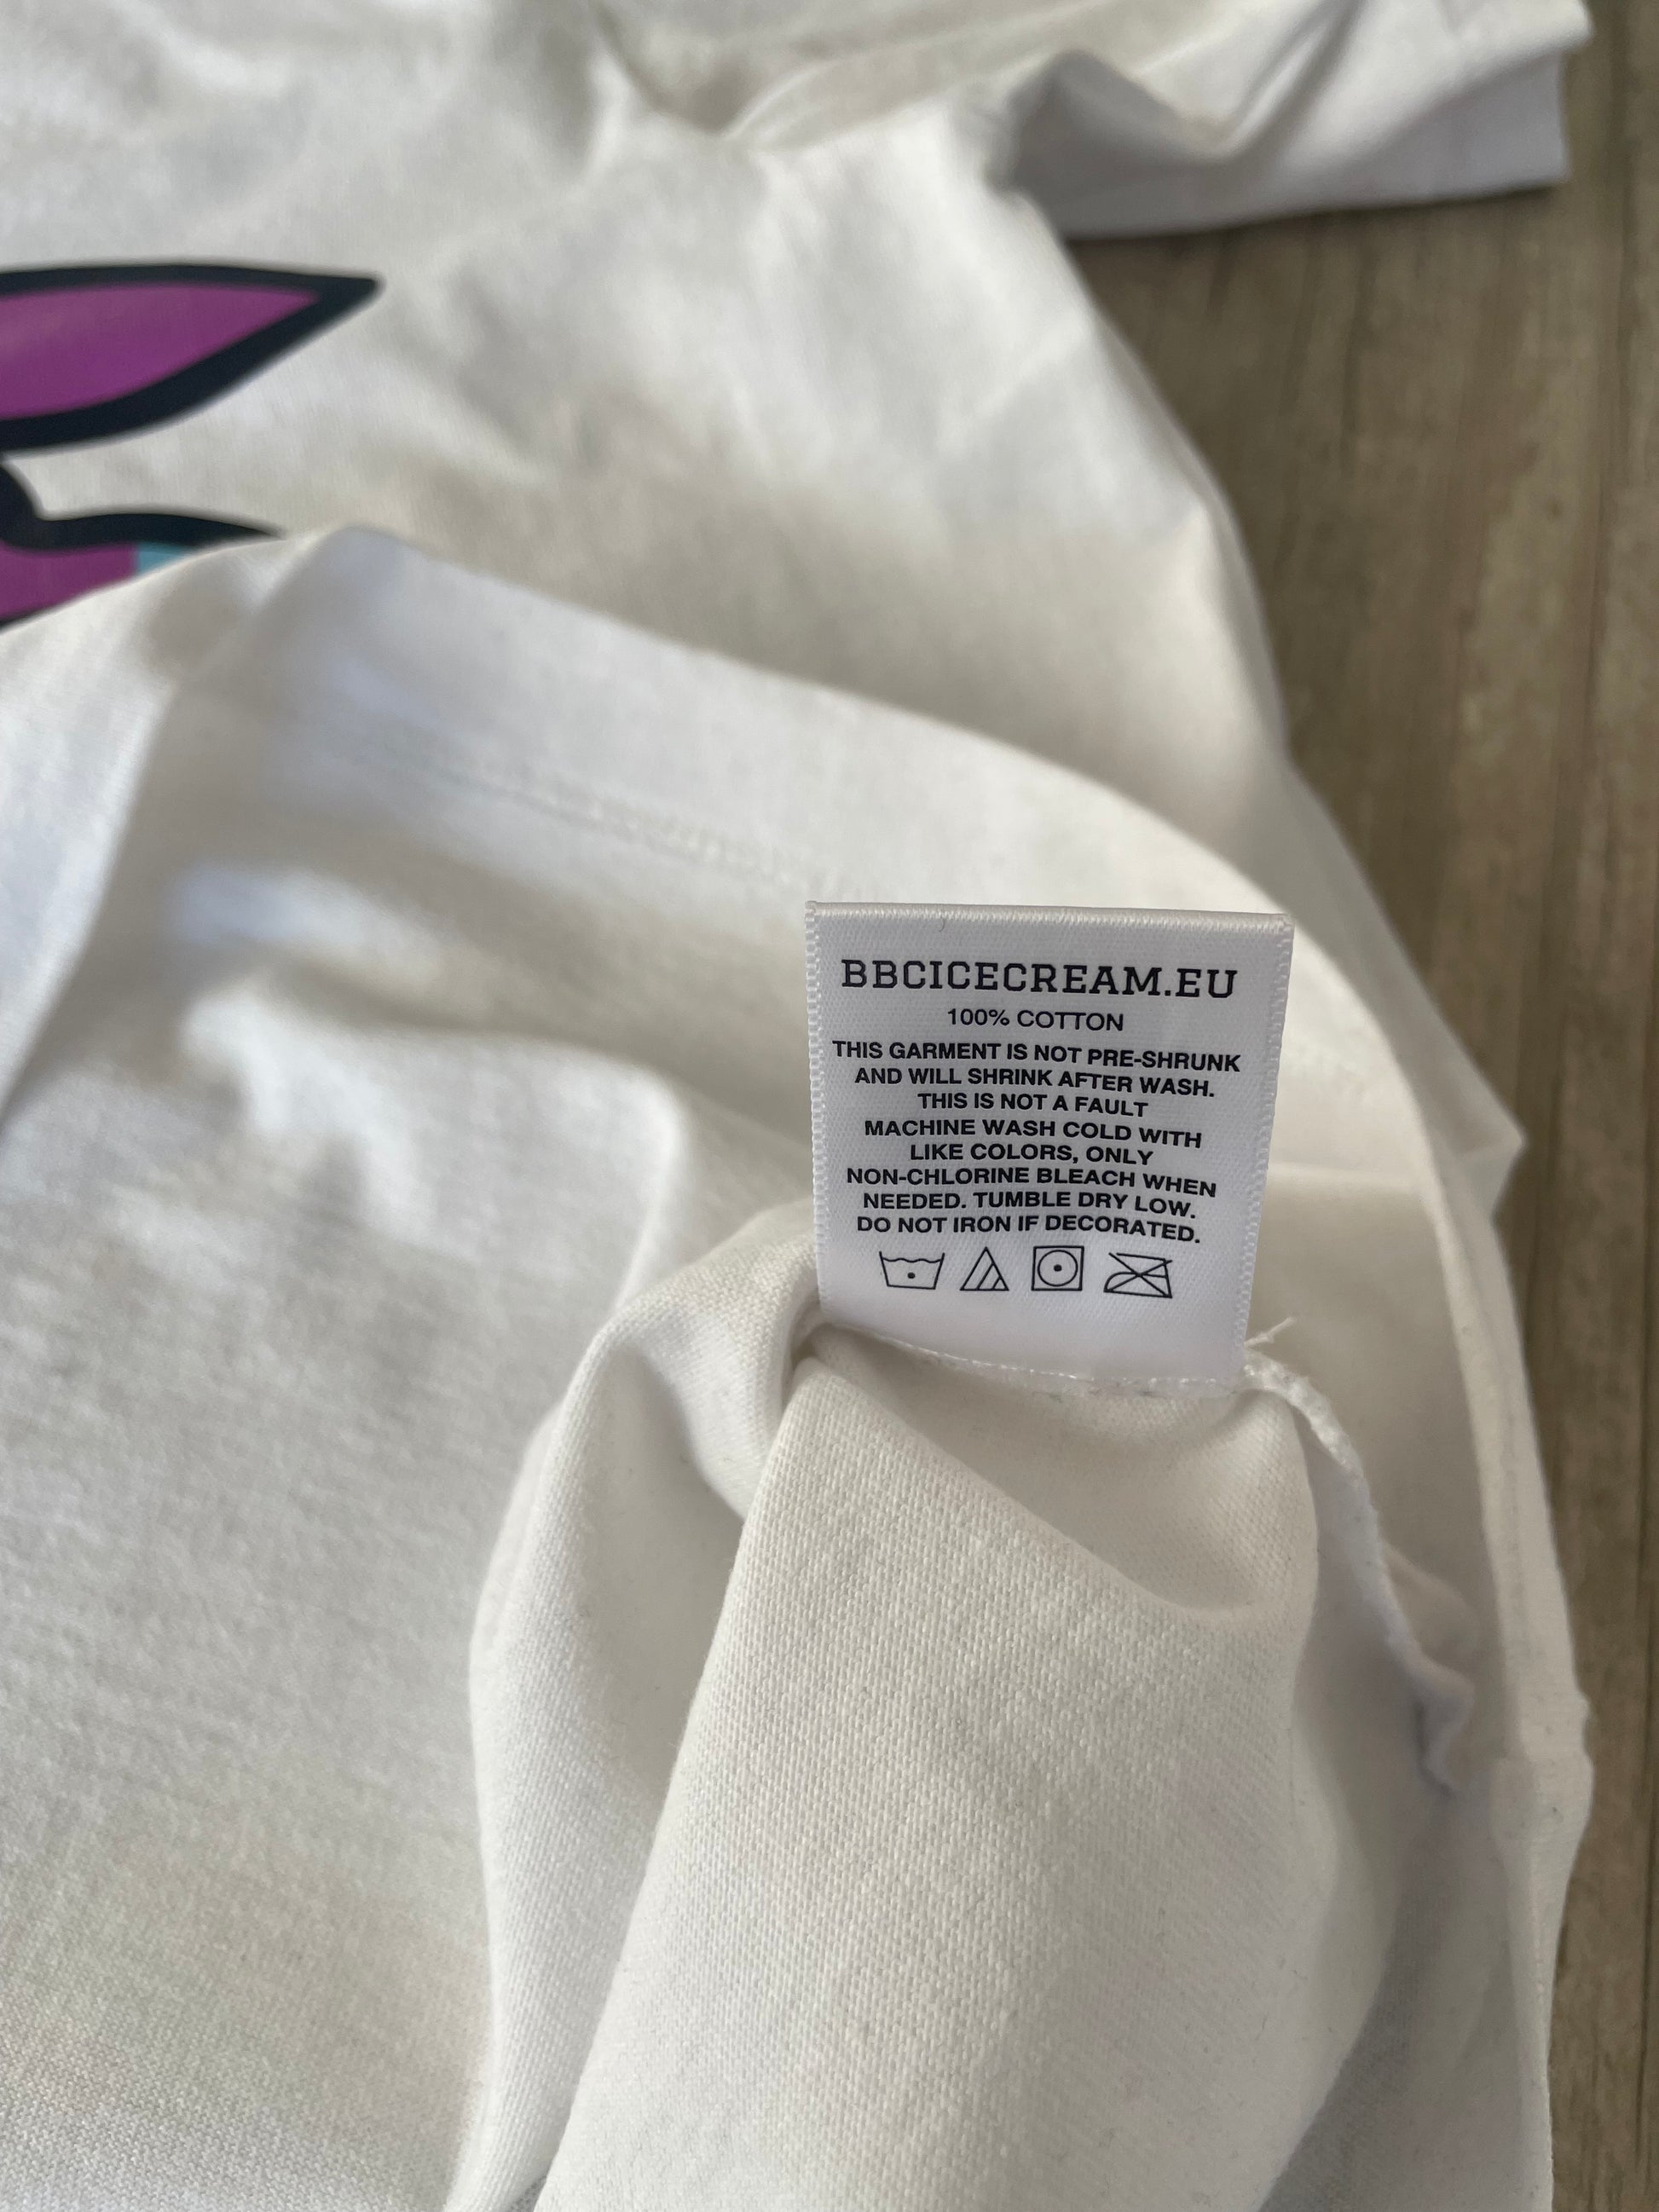 BBCICECREAM.EU
100% COTTON
THIS GARMENT IS NOT PRE-SHRUNK
AND WILL SHRINK AFTER WASH.
THIS IS NOT A FAULT
MACHINE WASH COLD WITH
LIKE COLORS, ONLY
NON-CHLORINE BLEACH WHEN
NEEDED. TUMBLE DRY LOW.
DO NOT IRON IF DECORATED.